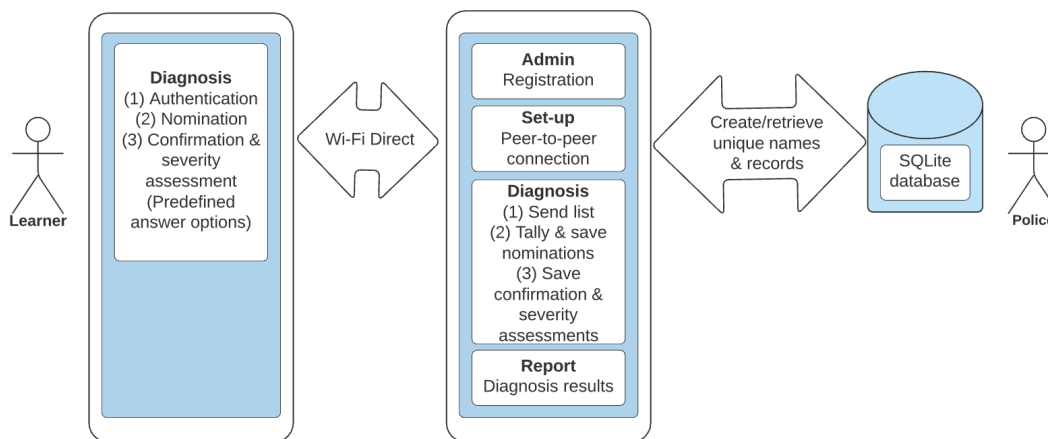 Learner
Diagnosis
(1) Authentication
(2) Nomination
(3) Confirmation &
severity
assessment
(Predefined
answer options)
Wi-Fi Direct
Admin
Registration
Set-up
Peer-to-peer
connection
Diagnosis
(1) Send list
(2) Tally & save
nominations
(3) Save
confirmation &
severity
assessments
Report
Diagnosis results
Create/retrieve
unique names
& records
SQLite
database
Police